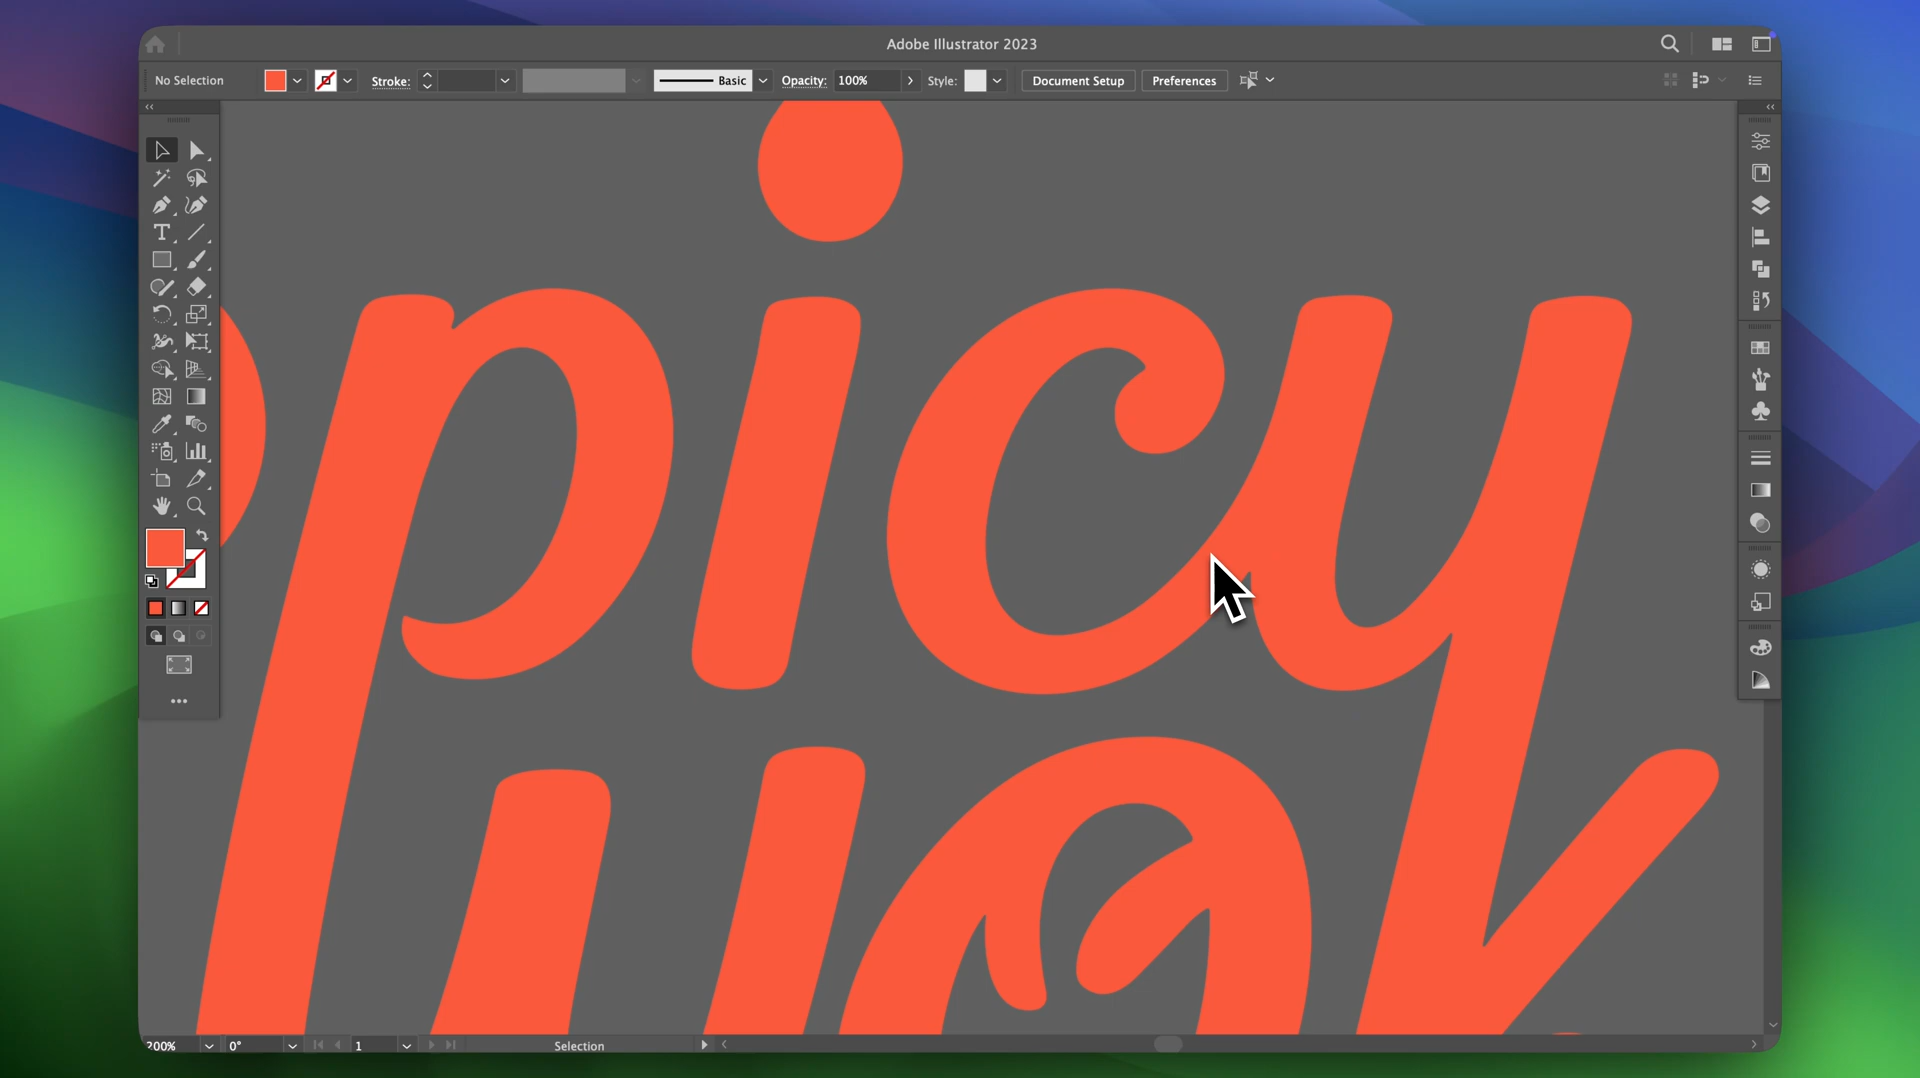 Adobe Illustrator 2023
No Selection Stroke: Basic Opacity: 100% Style: Document Setup Preferences
picy
200% 0° 1 Selection